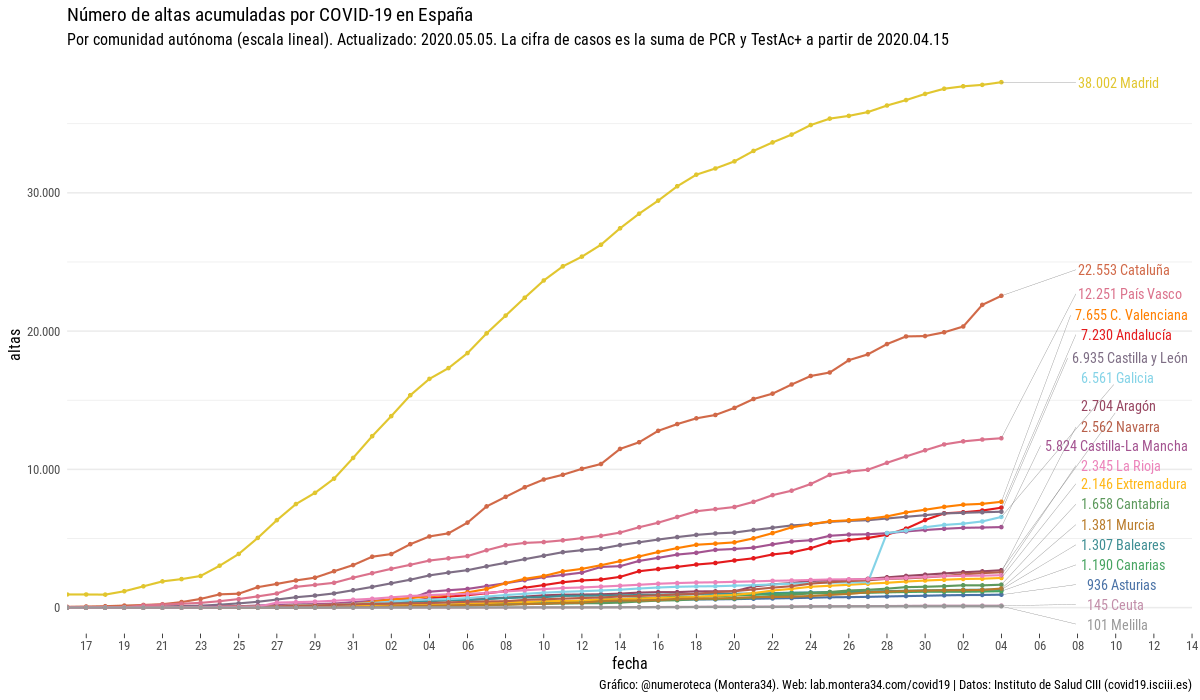 Número de altas acumuladas por COVID-19 en España
Por comunidad autónoma (escala lineal). Actualizado: 2020.05.05. La cifra de casos es la suma de PCR y TestAc+ a partir de 2020.04.15
38.002 Madrid
30.000
22.553 Cataluña
12.251 País Vasco
7.655 C. Valenciana
20.000
7.230 Andalucía
altas
6.935 Castilla y León
6.561 Galicia
2.704 Aragón
2.562 Navarra
5.824 Castilla-La Mancha
10.000
2.345 La Rioja
2.146 Extremadura
1.658 Cantabria
1.381 Murcia
1.307 Baleares
1.190 Canarias
936 Asturias
0
145 Ceuta
101 Melilla
17 19 21 23 25 27 29 31 02 04 06 08 10 12 14 16 18 20 22 24 26 28 30 02 04 06 08 10 12 14
fecha
Gráfico: @numeroteca (Montera34). Web: lab.montera34.com/covid19 | Datos: Instituto de Salud CIII (covid19.isciii.es)